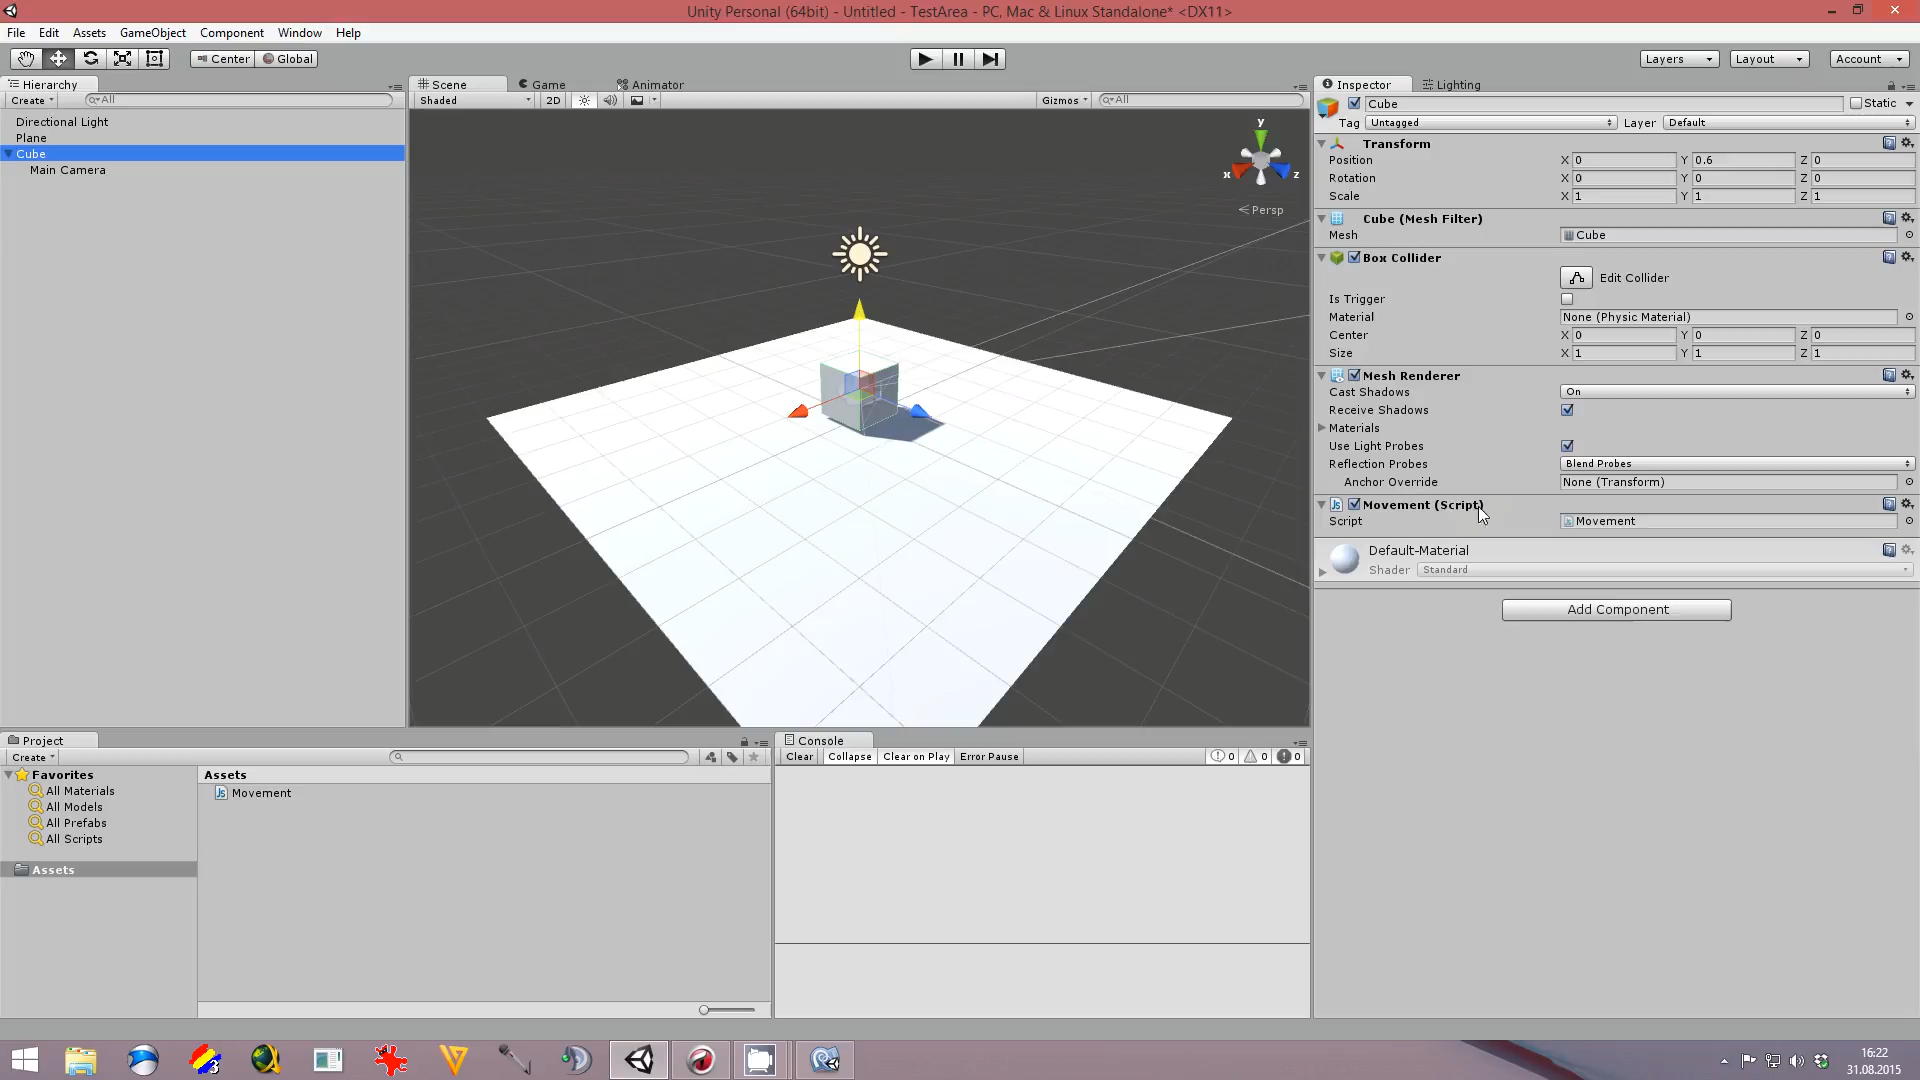 Unity Personal (64bit) - Untitled - TestArea - PC, Mac & Linux Standalone* <DX11>
File Edit Assets GameObject Component Window Help
Center Global Layers Layout Account
Hierarchy
Create All
Directional Light
Plane
Cube
Main Camera
Scene Game Animator
Shaded 2D Gizmos All
y
x z
Persp
Inspector Lighting
Cube Static
Tag Untagged Layer Default
Transform
Position X 0 Y 0.6 Z 0
Rotation X 0 Y 0 Z 0
Scale X 1 Y 1 Z 1
Cube (Mesh Filter)
Mesh Cube
Box Collider
Edit Collider
Is Trigger
Material None (Physic Material)
Center X 0 Y 0 Z 0
Size X 1 Y 1 Z 1
Mesh Renderer
Cast Shadows On
Receive Shadows
Materials
Use Light Probes
Reflection Probes Blend Probes
Anchor Override None (Transform)
Js Movement (Script)
Script Movement
Default-Material
Shader Standard
Add Component
Project
Create
Favorites
All Materials
All Models
All Prefabs
All Scripts
Assets
Assets
Js Movement
Console
Clear Collapse Clear on Play Error Pause 0 0 0
16:22
31.08.2015